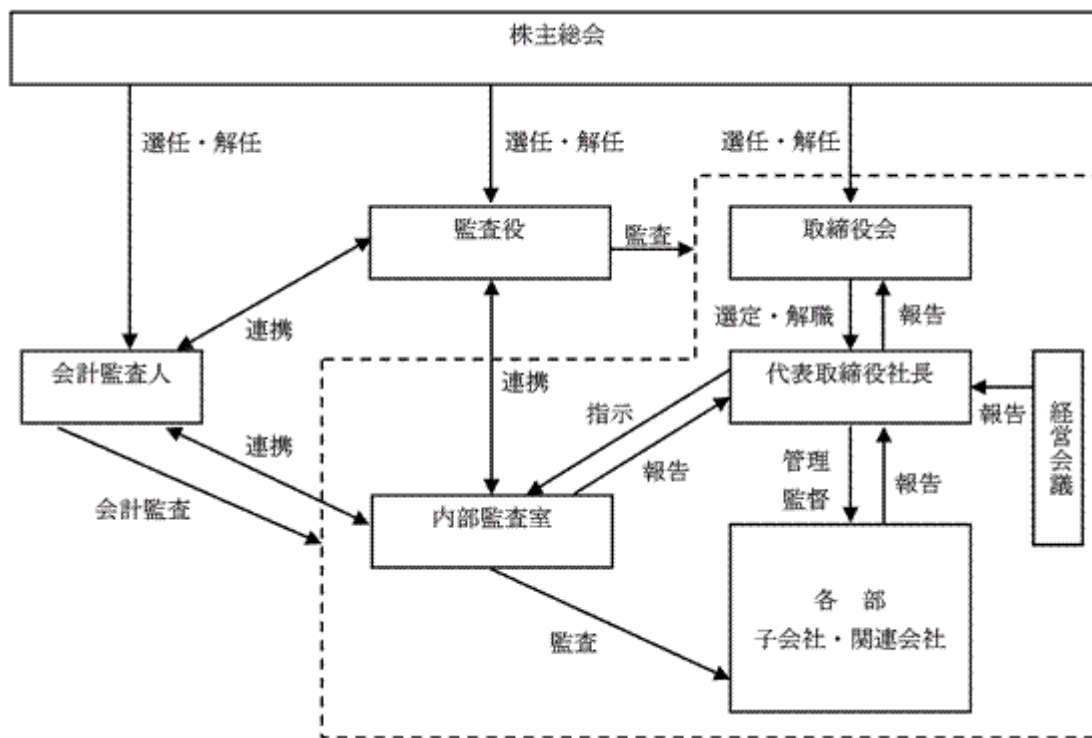 株主総会
選任・解任
選任・解任
選任・解任
監査役
監査
取締役会
連携
選定・解職
報告
会計監査人
連携
代表取締役社長
指示
報告
経営会議
連携
報告
管理
監督
報告
会計監査
内部監査室
各 部
子会社・関連会社
監査